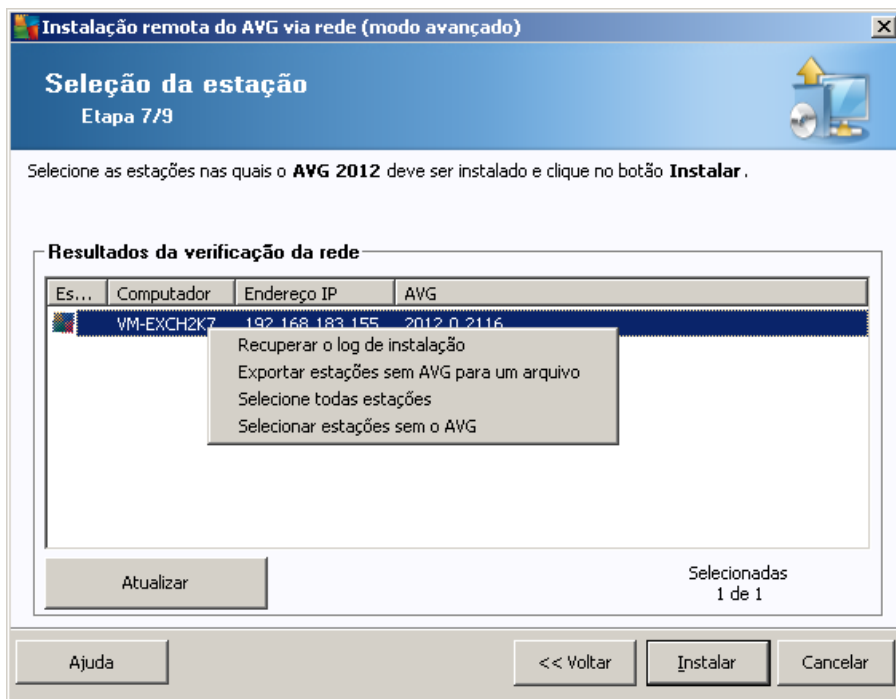 Instalação remota do AVG via rede (modo avançado)
Seleção da estação
Etapa 7/9
Selecione as estações nas quais o AVG 2012 deve ser instalado e clique no botão Instalar.
Resultados da verificação da rede
Es... Computador Endereço IP AVG
VM-EXCH2K7 192.168.183.155 2012.0.2116
Recuperar o log de instalação
Exportar estações sem AVG para um arquivo
Selecione todas estações
Selecionar estações sem o AVG
Atualizar
Selecionadas
1 de 1
Ajuda << Voltar Instalar Cancelar